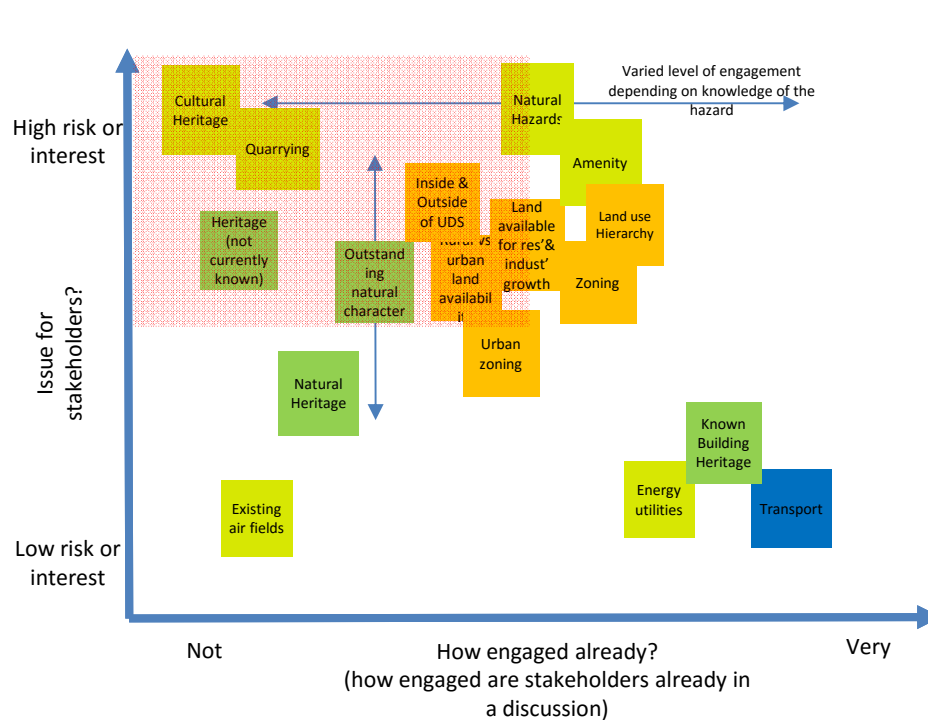 Varied level of engagement
depending on knowledge of the
hazard
High risk or
interest
Cultural
Heritage
Quarrying
Natural
Hazards
Amenity
Inside &
Outside
of UDS
Land
available
for res'&
indust'
growth
Land use
Hierarchy
Heritage
(not
currently
known)
Outstand
ing
natural
character
Rural vs
urban
land
availabil
Zoning
Issue for
stakeholders?
Urban
zoning
Natural
Heritage
Known
Building
Heritage
Existing
air fields
Energy
utilities
Transport
Low risk or
interest
Not
How engaged already?
(how engaged are stakeholders already in
a discussion)
Very